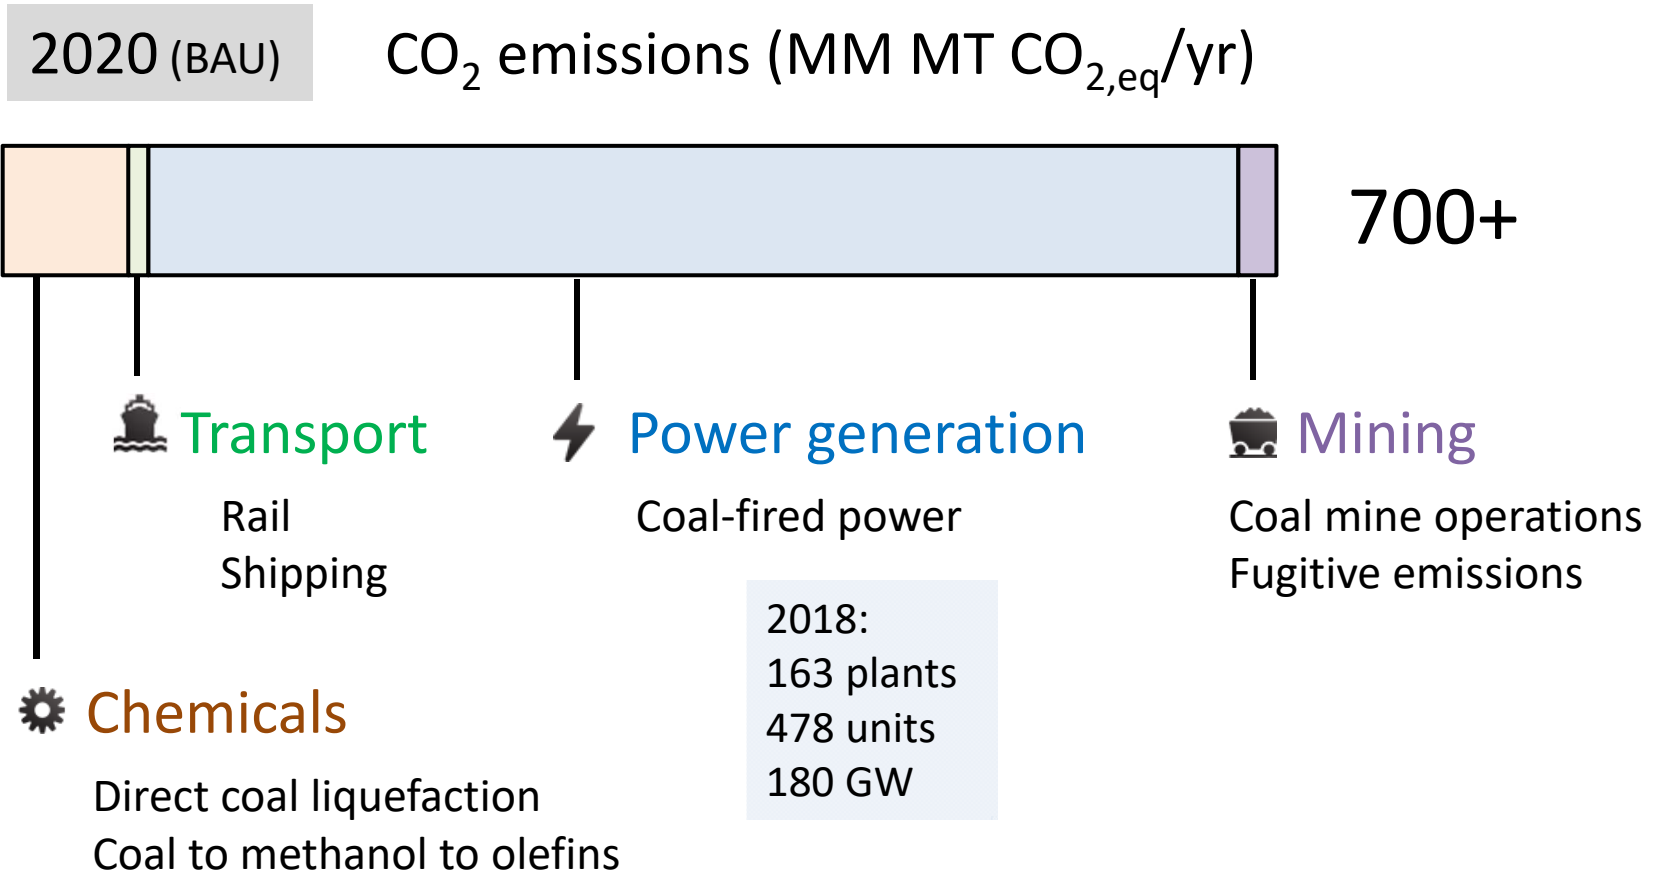 2020 (BAU)
CO2 emissions (MM MT CO2,eq/yr)
700+
Transport
Rail
Shipping
Power generation
Coal-fired power
2018:
163 plants
478 units
180 GW
Mining
Coal mine operations
Fugitive emissions
Chemicals
Direct coal liquefaction
Coal to methanol to olefins